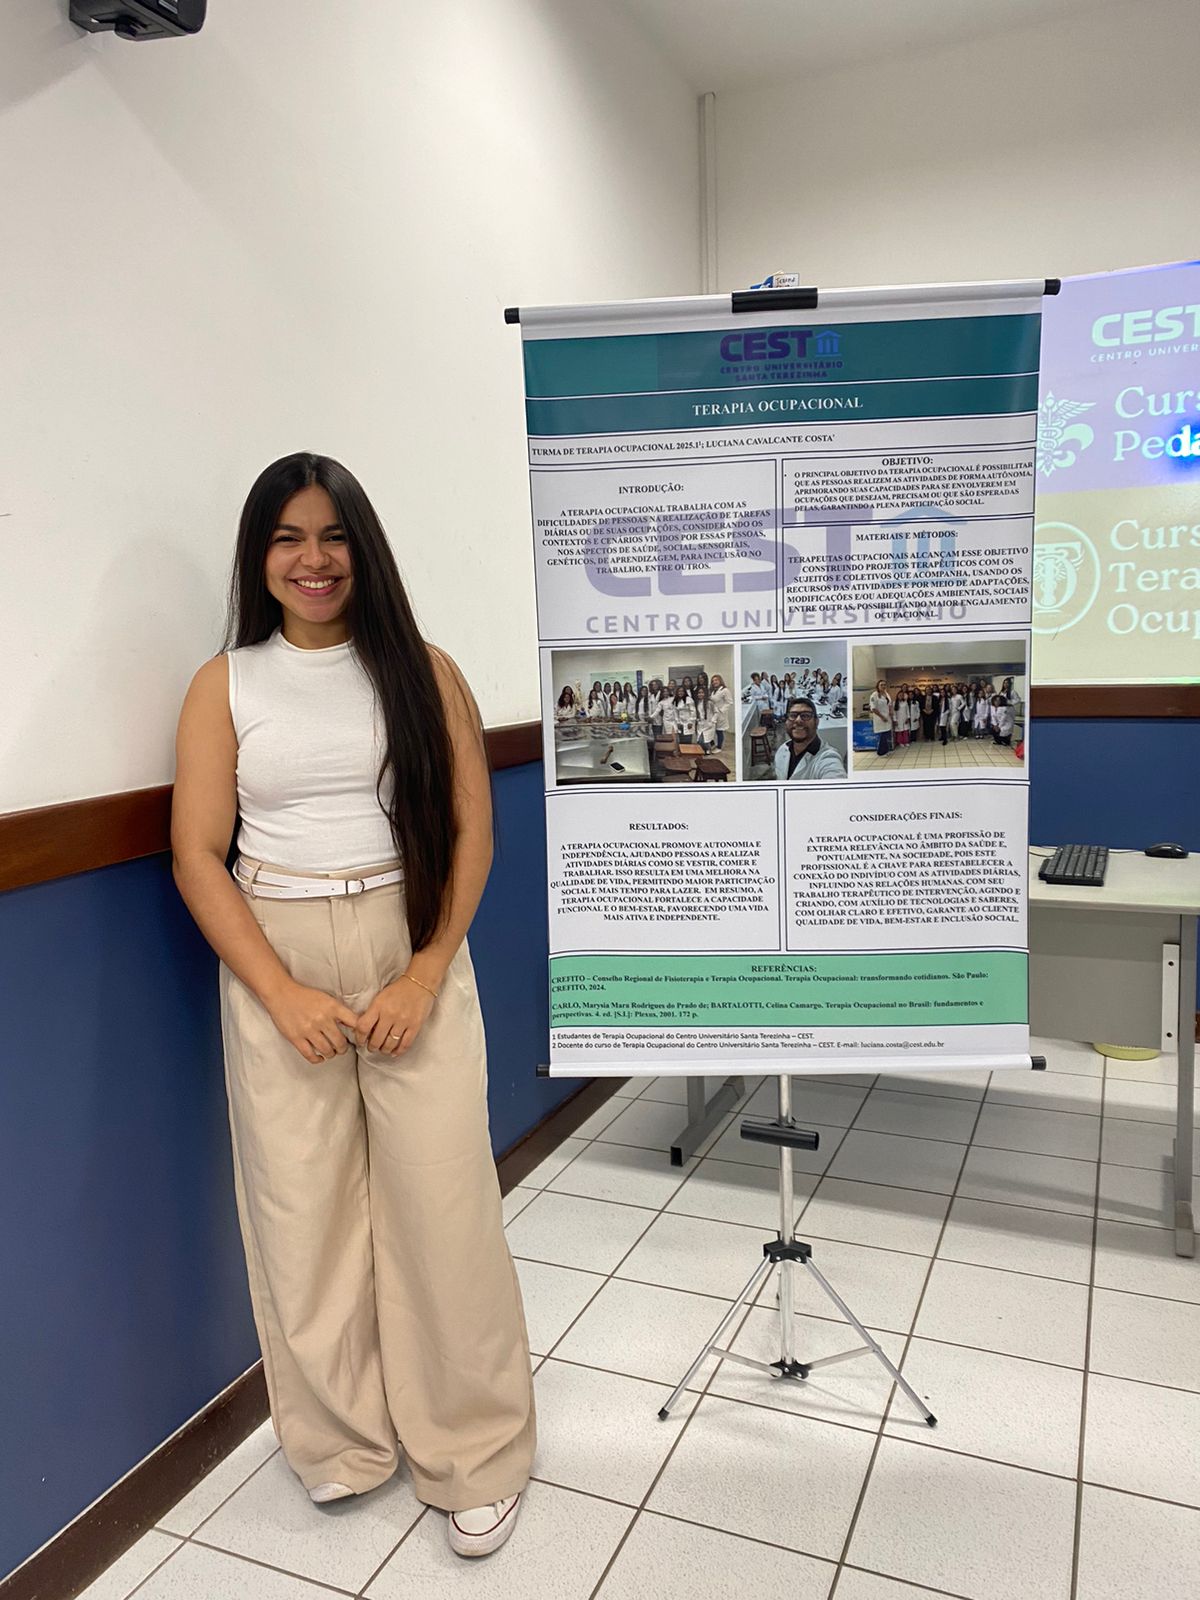 CEST
CENTRO UNIVERSITÁRIO
SANTA TEREZINHA
TERAPIA OCUPACIONAL
TURMA DE TERAPIA OCUPACIONAL 2025.1¹; LUCIANA CAVALCANTE COSTA²
INTRODUÇÃO:
A TERAPIA OCUPACIONAL TRABALHA COM AS
DIFICULDADES DE PESSOAS NA REALIZAÇÃO DE TAREFAS
DIÁRIAS OU DE SUAS OCUPAÇÕES, CONSIDERANDO OS
CONTEXTOS E CENÁRIOS VIVIDOS POR ESSAS PESSOAS,
NOS ASPECTOS DE SAÚDE, SOCIAL, SENSORIAIS,
GENÉTICOS, DE APRENDIZAGEM, PARA INCLUSÃO NO
TRABALHO, ENTRE OUTROS.
OBJETIVO:
• O PRINCIPAL OBJETIVO DA TERAPIA OCUPACIONAL É POSSIBILITAR
QUE AS PESSOAS REALIZEM AS ATIVIDADES DE FORMA AUTÔNOMA,
APRIMORANDO SUAS CAPACIDADES PARA SE ENVOLVEREM EM
OCUPAÇÕES QUE DESEJAM, PRECISAM OU QUE SÃO ESPERADAS
DELAS, GARANTINDO A PLENA PARTICIPAÇÃO SOCIAL.
MATERIAIS E MÉTODOS:
TERAPEUTAS OCUPACIONAIS ALCANÇAM ESSE OBJETIVO
CONSTRUINDO PROJETOS TERAPÊUTICOS COM OS
SUJEITOS E COLETIVOS QUE ACOMPANHA, USANDO OS
RECURSOS DAS ATIVIDADES E POR MEIO DE ADAPTAÇÕES,
MODIFICAÇÕES E/OU ADEQUAÇÕES AMBIENTAIS, SOCIAIS
ENTRE OUTRAS, POSSIBILITANDO MAIOR ENGAJAMENTO
OCUPACIONAL.
CEST
CENTRO UNIVERSITÁRIO
CEST
RESULTADOS:
A TERAPIA OCUPACIONAL PROMOVE AUTONOMIA E
INDEPENDÊNCIA, AJUDANDO PESSOAS A REALIZAR
ATIVIDADES DIÁRIAS COMO SE VESTIR, COMER E
TRABALHAR. ISSO RESULTA EM UMA MELHORA NA
QUALIDADE DE VIDA, PERMITINDO MAIOR PARTICIPAÇÃO
SOCIAL E MAIS TEMPO PARA LAZER. EM RESUMO, A
TERAPIA OCUPACIONAL FORTALECE A CAPACIDADE
FUNCIONAL E O BEM-ESTAR, FAVORECENDO UMA VIDA
MAIS ATIVA E INDEPENDENTE.
CONSIDERAÇÕES FINAIS:
A TERAPIA OCUPACIONAL É UMA PROFISSÃO DE
EXTREMA RELEVÂNCIA NO ÂMBITO DA SAÚDE E,
PONTUALMENTE, NA SOCIEDADE, POIS ESTE
PROFISSIONAL É A CHAVE PARA REESTABELECER A
CONEXÃO DO INDIVÍDUO COM AS ATIVIDADES DIÁRIAS,
INFLUINDO NAS RELAÇÕES HUMANAS. COM SEU
TRABALHO TERAPÊUTICO DE INTERVENÇÃO, AGINDO E
CRIANDO, COM AUXÍLIO DE TECNOLOGIAS E SABERES,
COM OLHAR CLARO E EFETIVO, GARANTE AO CLIENTE
QUALIDADE DE VIDA, BEM-ESTAR E INCLUSÃO SOCIAL.
REFERÊNCIAS:
CREFITO – Conselho Regional de Fisioterapia e Terapia Ocupacional. Terapia Ocupacional: transformando cotidianos. São Paulo:
CREFITO, 2024.
CARLO, Marysia Mara Rodrigues do Prado de; BARTALOTTI, Celina Camargo. Terapia Ocupacional no Brasil: fundamentos e
perspectivas. 4. ed. [S.I.]: Plexus, 2001. 172 p.
1 Estudantes de Terapia Ocupacional do Centro Universitário Santa Terezinha – CEST.
2 Docente do curso de Terapia Ocupacional do Centro Universitário Santa Terezinha – CEST. E-mail: luciana.costa@cest.edu.br
CEST
CENTRO UNIVER
Curs
Peda
Curs
Tera
Ocup